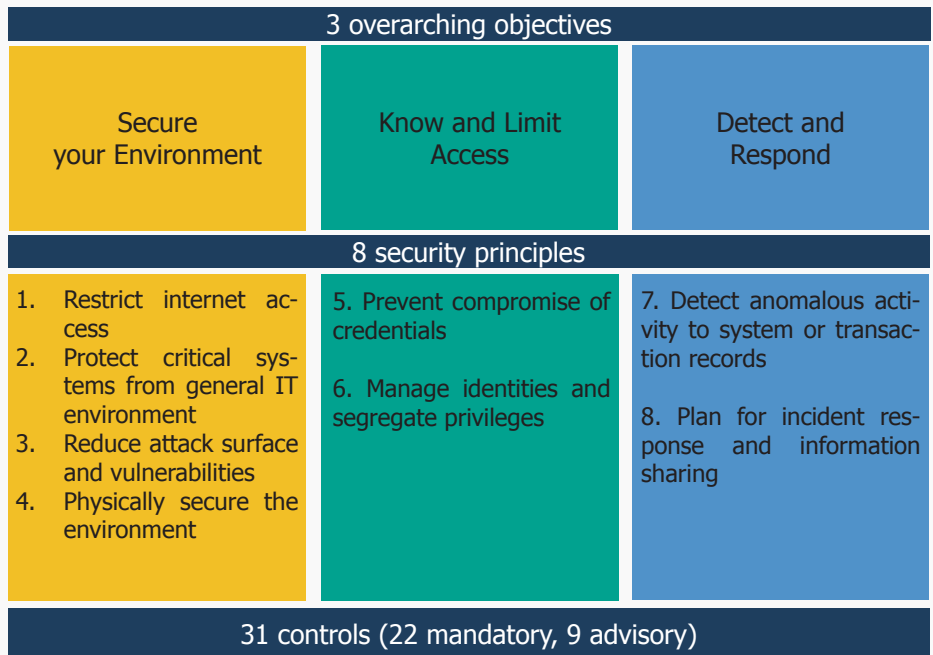 3 overarching objectives
Secure
your Environment
Know and Limit
Access
Detect and
Respond
8 security principles
1. Restrict internet ac-
cess
2. Protect critical sys-
tems from general IT
environment
3. Reduce attack surface
and vulnerabilities
4. Physically secure the
environment
5. Prevent compromise of
credentials
6. Manage identities and
segregate privileges
7. Detect anomalous acti-
vity to system or transac-
tion records
8. Plan for incident res-
ponse and information
sharing
31 controls (22 mandatory, 9 advisory)